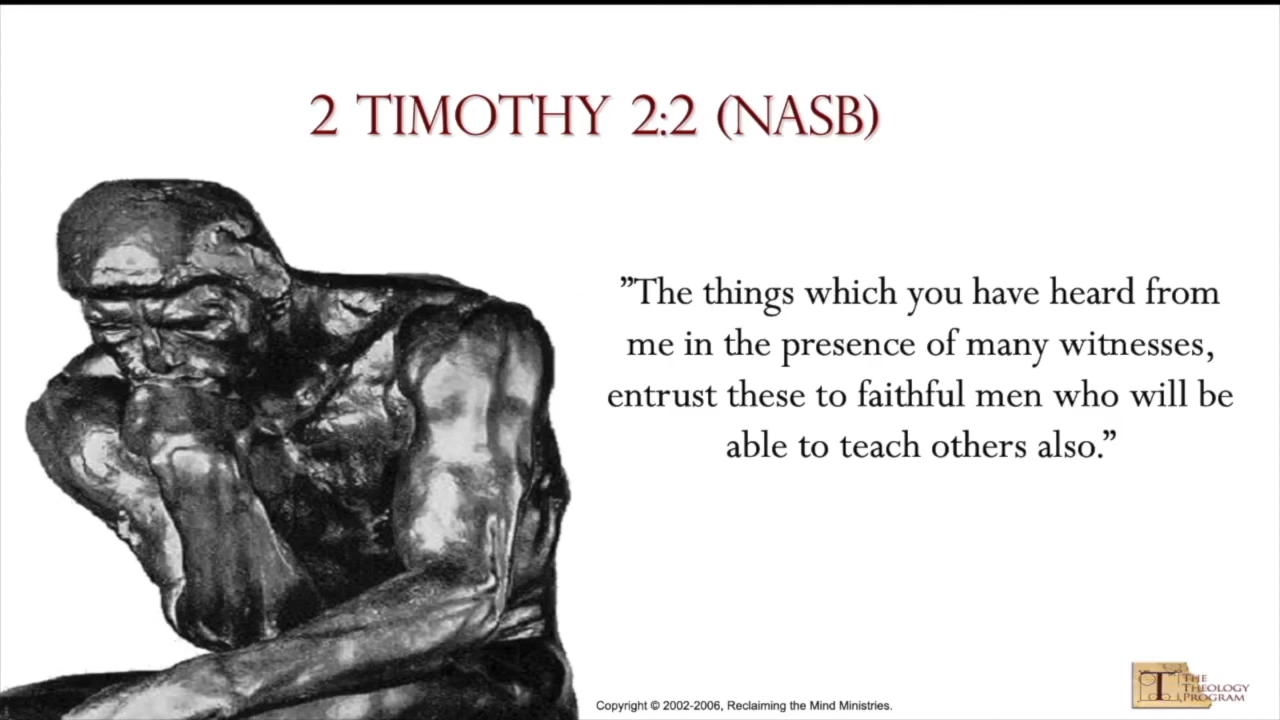 2 TIMOTHY 2:2 (NASB)
”The things which you have heard from
me in the presence of many witnesses,
entrust these to faithful men who will be
able to teach others also.”
Copyright © 2002-2006, Reclaiming the Mind Ministries.
T THE
THEOLOGY
PROGRAM